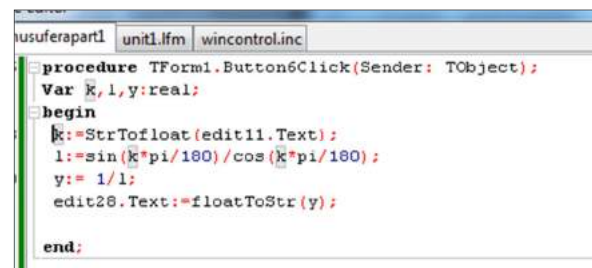 nusuferapart1 unit1.lfm wincontrol.inc
procedure TForm1.Button6Click(Sender: TObject);
Var k,l,y:real;
begin
k:=StrTofloat(edit11.Text);
l:=sin(k*pi/180)/cos(k*pi/180);
y:= 1/l;
edit28.Text:=floatToStr(y);
end;